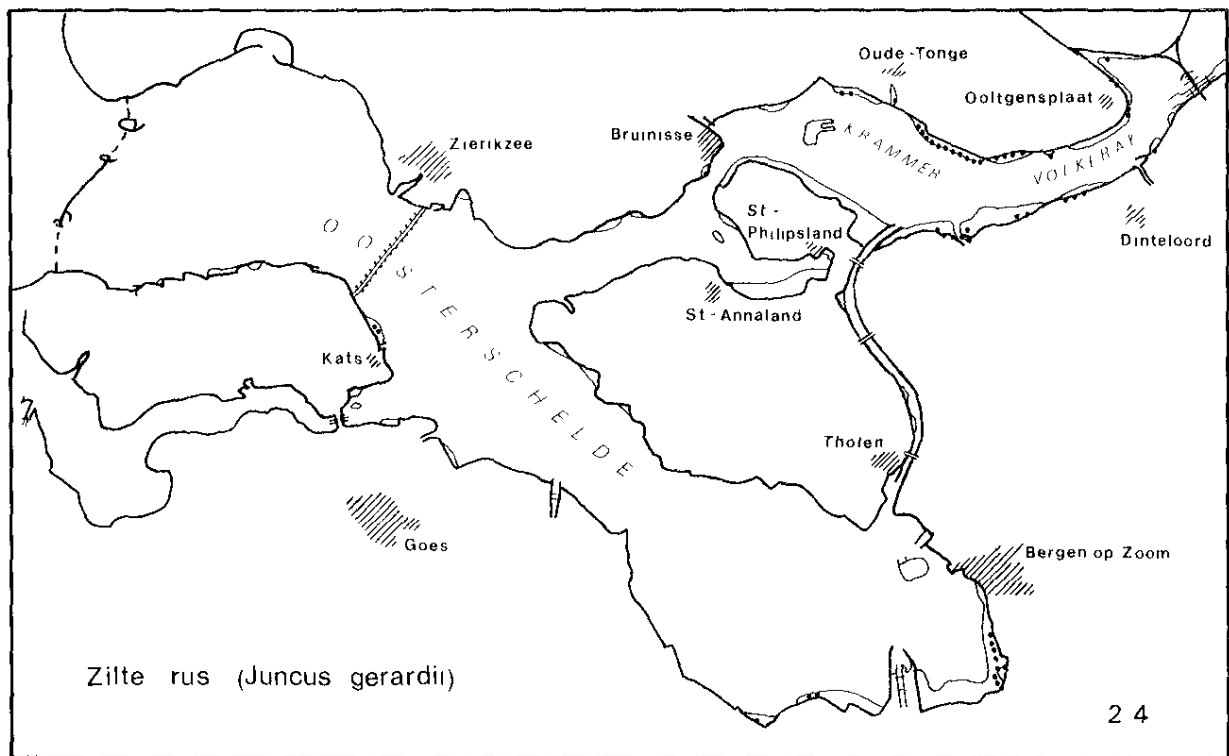 Oude-Tonge
Ooltgensplaat
Zierikzee
Bruinisse
KRAMMER
VOLKERAK
St-
Philipsland
Dinteloord
OOSTERSCHELDE
St-Annaland
Kats
Tholen
Goes
Bergen op Zoom
Zilte rus (Juncus gerardii)
24